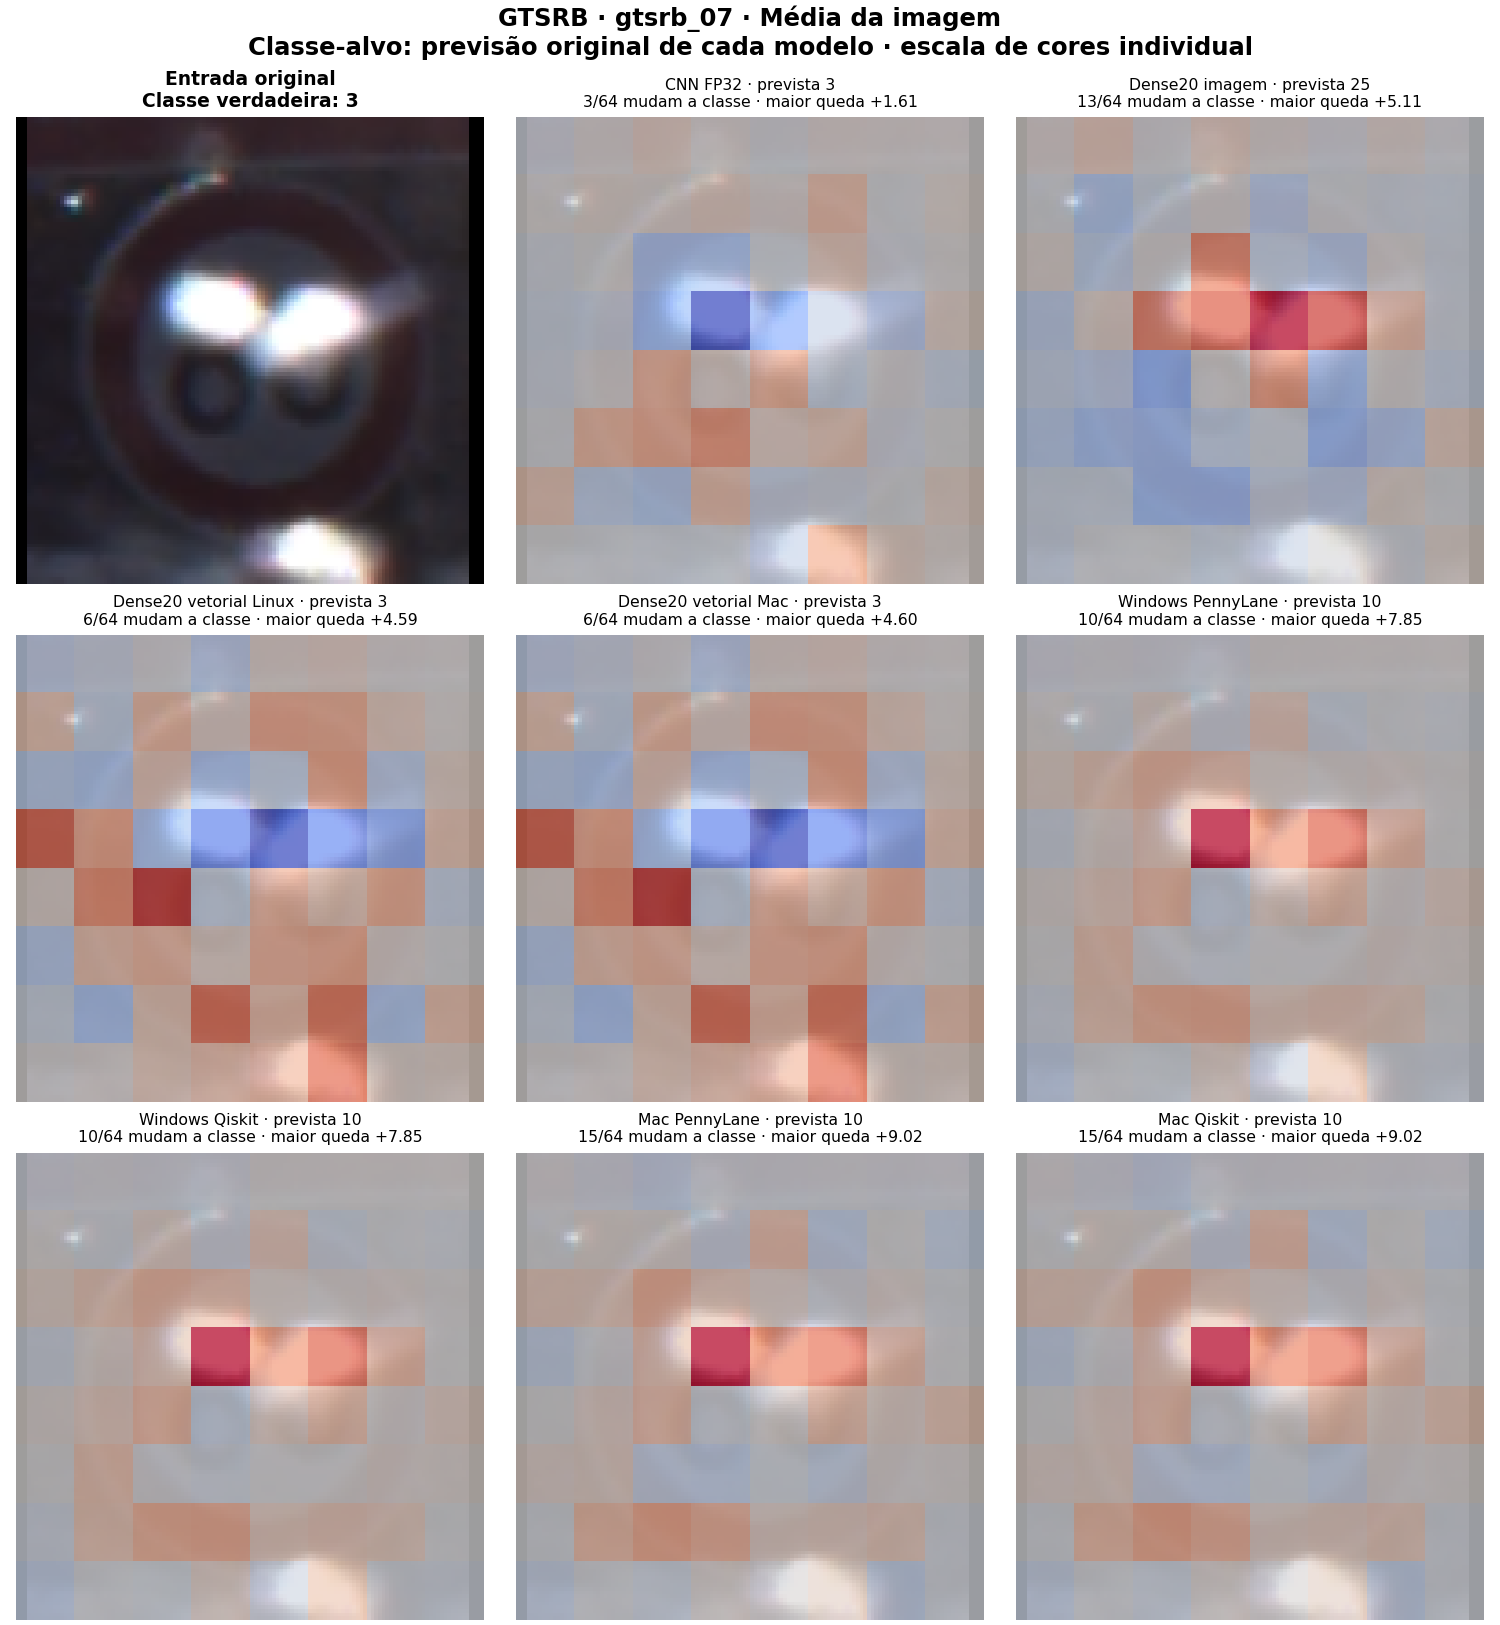 GTSRB · gtsrb_07 · Média da imagem
Classe-alvo: previsão original de cada modelo · escala de cores individual
Entrada original
Classe verdadeira: 3
CNN FP32 · prevista 3
3/64 mudam a classe · maior queda +1.61
Dense20 imagem · prevista 25
13/64 mudam a classe · maior queda +5.11
Dense20 vetorial Linux · prevista 3
6/64 mudam a classe · maior queda +4.59
Dense20 vetorial Mac · prevista 3
6/64 mudam a classe · maior queda +4.60
Windows PennyLane · prevista 10
10/64 mudam a classe · maior queda +7.85
Windows Qiskit · prevista 10
10/64 mudam a classe · maior queda +7.85
Mac PennyLane · prevista 10
15/64 mudam a classe · maior queda +9.02
Mac Qiskit · prevista 10
15/64 mudam a classe · maior queda +9.02